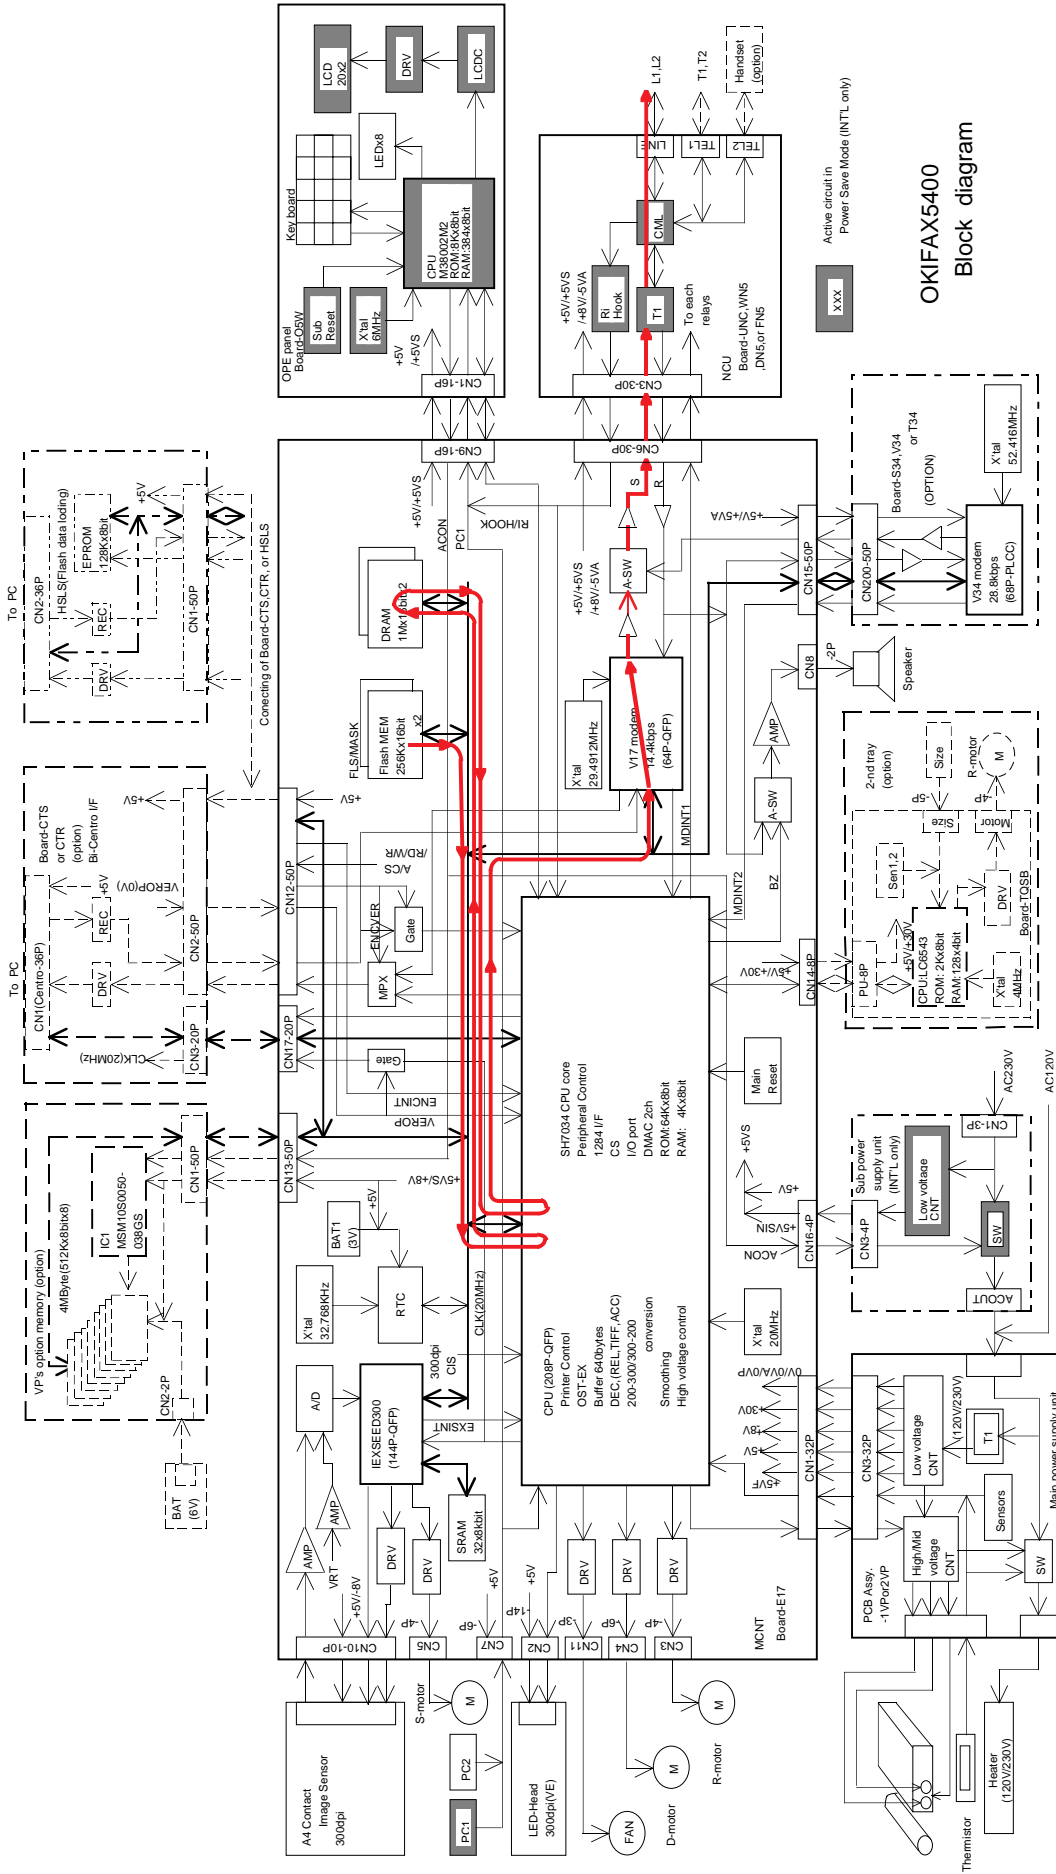 OKIFAX5400
Block diagram
XXX
Active circuit in
Power Save Mode (INT'L only)
OPE panel
Board-O5W
Key board
LCD
20x2
DRV
LCDC
LEDx8
CPU
M38002M2
ROM:8Kx8bit
RAM:384x8bit
Sub
Reset
X'tal
6MHz
+5V
/+5VS
CN1-16P
CN9-16P
L1,L2
T1,T2
Handset
(option)
LINE
TEL1
TEL2
CML
Ri
Hook
T1
+5V/+5VS
/+8V/-5VA
To each
relays
NCU
Board-UNC,WN5
,DN5,or FN5
CN3-30P
CN6-30P
To PC
CN2-36P
HSLS(Flash data loding)
EPROM
128Kx8bit
+5V
REC
DRV
CN1-50P
Conecting of Board-CTS,CTR, or HSLS
To PC
CN1(Cento-36P)
Board-CTS
or CTR
(option)
Bi-Centro I/F
+5V
+5V
VEROP(0V)
REC
DRV
CLK(20MHz)
CN3-20P
CN2-50P
VP's option memory (option)
4MByte(512Kx8bitx8)
IC1
MSM10S0050-
038GS
CN2-2P
CN1-50P
BAT
(6V)
CN12-50P
CN17-20P
CN13-50P
+5V
A/CS
/RD/WR
ENCVER
Gate
MPX
Gate
ENCINT
VEROP
+5VS/+8V
+5V
BAT1
(3V)
RTC
X'tal
32.768KHz
CLK(20MHz)
+5V/+5VS
ACON
PC1
RI/HOOK
DRAM
1Mx16bitx2
FLS/MASK
Flash MEM
256Kx16bit
x2
+5V/+5VS
/+8V/-5VA
S
R
A-SW
V17 modem
14.4kbps
(64P-QFP)
X'tal
29.4912MHz
MDINT1
MDINT2
BZ
A-SW
AMP
CN8
-2P
Speaker
+5V/+5VA
CN15-50P
CN200-50P
Board-S34,V34
or T34
(OPTION)
X'tal
52.416MHz
V34 modem
28.8kbps
(68P-PLCC)
SH7034 CPU core
Peripheral Control
1284 I/F
CS
I/O port
DMAC 2ch
ROM:64Kx8bit
RAM: 4Kx8bit
CPU (208P-QFP)
Printer Control
OST-EX
Buffer 640bytes
DEC,(REL,TIFF,ACC)
200-300/300-200
conversion
Smoothing
High voltage control
Main
Reset
X'tal
20MHz
+5V/+30V
CN14-8P
PU-8P
+5V/+30V
2-nd tray
(option)
Size
-5P
Size
Sen1,2
R-motor
M
-4P
Motor
DRV
CPU:LC6543
ROM: 2Kx8bit
RAM:128x4bit
X'tal
4MHz
Board-TQSB
+5VS
+5V
+5VSIN
ACON
CN16-4P
CN3-4P
Sub power
supply unit
(INT'L only)
Low voltage
CNT
CN1-3P
AC230V
AC120V
SW
ACOUT
A/D
AMP
AMP
VRT
IEXSEED300
(144P-QFP)
300dpi
CIS
EXSINT
SRAM
32x8kbit
DRV
DRV
+5V/-8V
CN10-10P
CN5
-4P
CN7
-6P
+5V
CN2
-14P
+5V
CN11
-3P
CN4
-6P
CN3
-4P
DRV
DRV
DRV
MCNT
Board-E17
0V/0VA/0VP
+30V
+8V
+5V
+5VF
CN1-32P
CN3-32P
Low voltage
CNT
(120V/230V)
T1
High/Mid
voltage
CNT
Sensors
SW
PCB Assy.
-1VPor2VP
Main power supply unit
A4 Contact
Image Sensor
300dpi
S-motor
M
PC2
PC1
LED-Head
300dpi(VE)
FAN
D-motor
M
R-motor
M
Thermistor
Heater
(120V/230V)